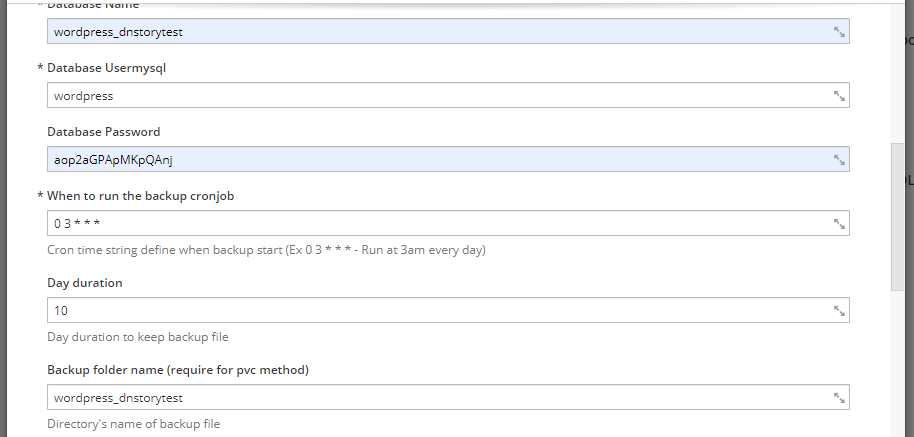 Database Name
wordpress_dnstorytest
* Database Usermysql
wordpress
Database Password
aop2aGPApMKpQAnj
* When to run the backup cronjob
0 3 * * *
Cron time string define when backup start (Ex 0 3 * * * - Run at 3am every day)
Day duration
10
Day duration to keep backup file
Backup folder name (require for pvc method)
wordpress_dnstorytest
Directory's name of backup file